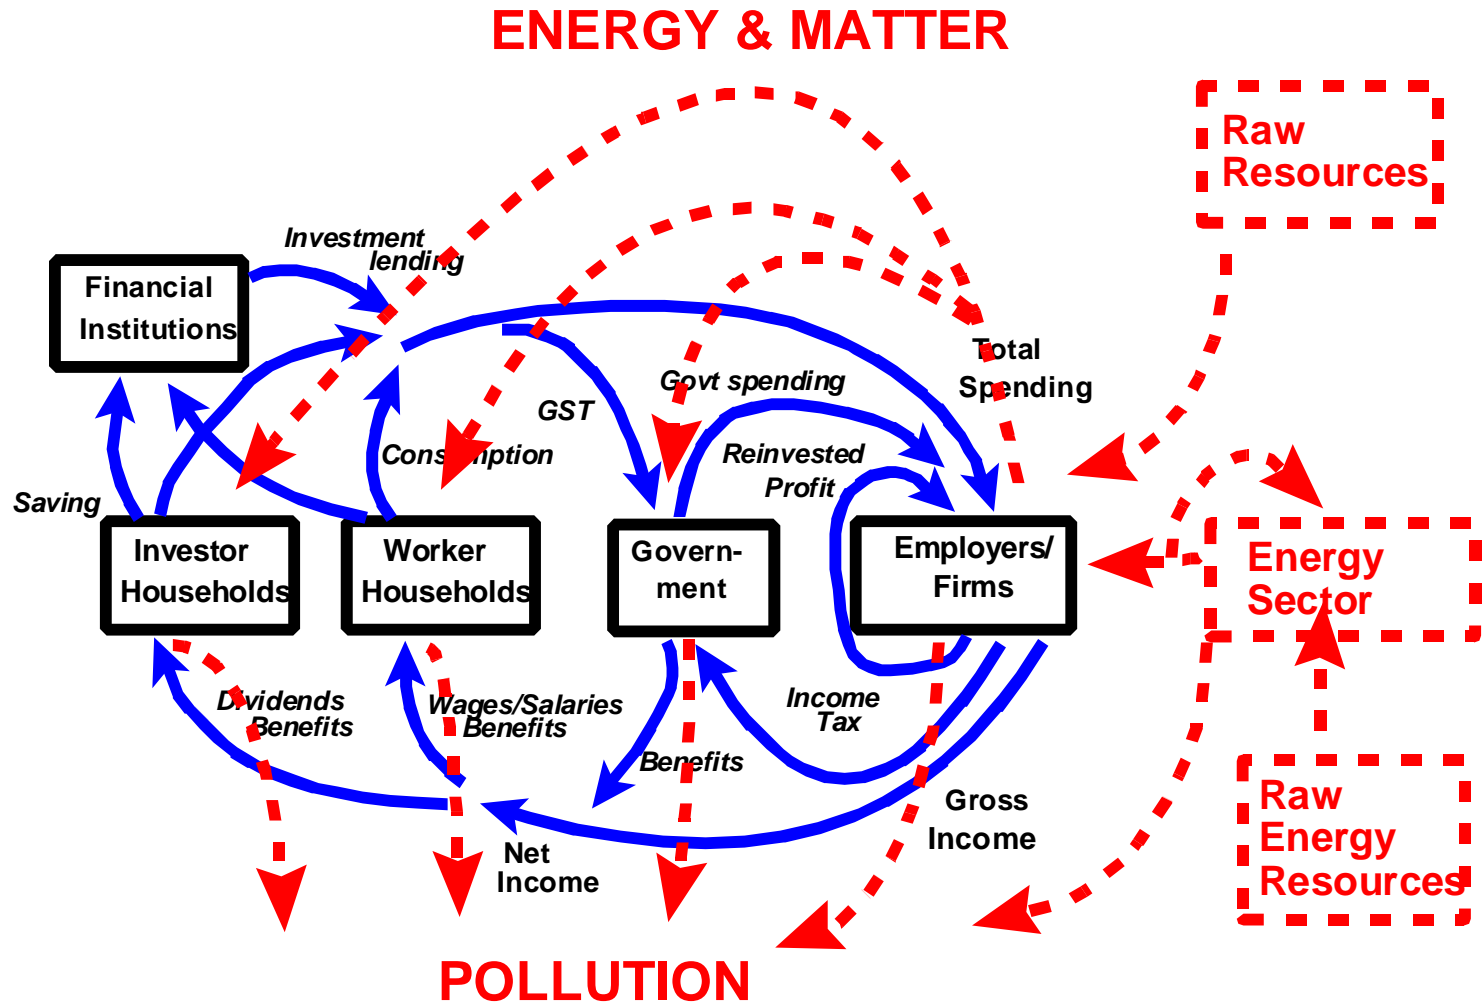 ENERGY & MATTER
Raw
Resources
Investment
lending
Financial
Institutions
Total
Spending
Govt spending
GST
Consumption
Reinvested
Profit
Saving
Investor
Households
Worker
Households
Govern-
ment
Employers/
Firms
Energy
Sector
Dividends
Benefits
Wages/Salaries
Benefits
Income
Tax
Benefits
Gross
Income
Net
Income
Raw
Energy
Resources
POLLUTION